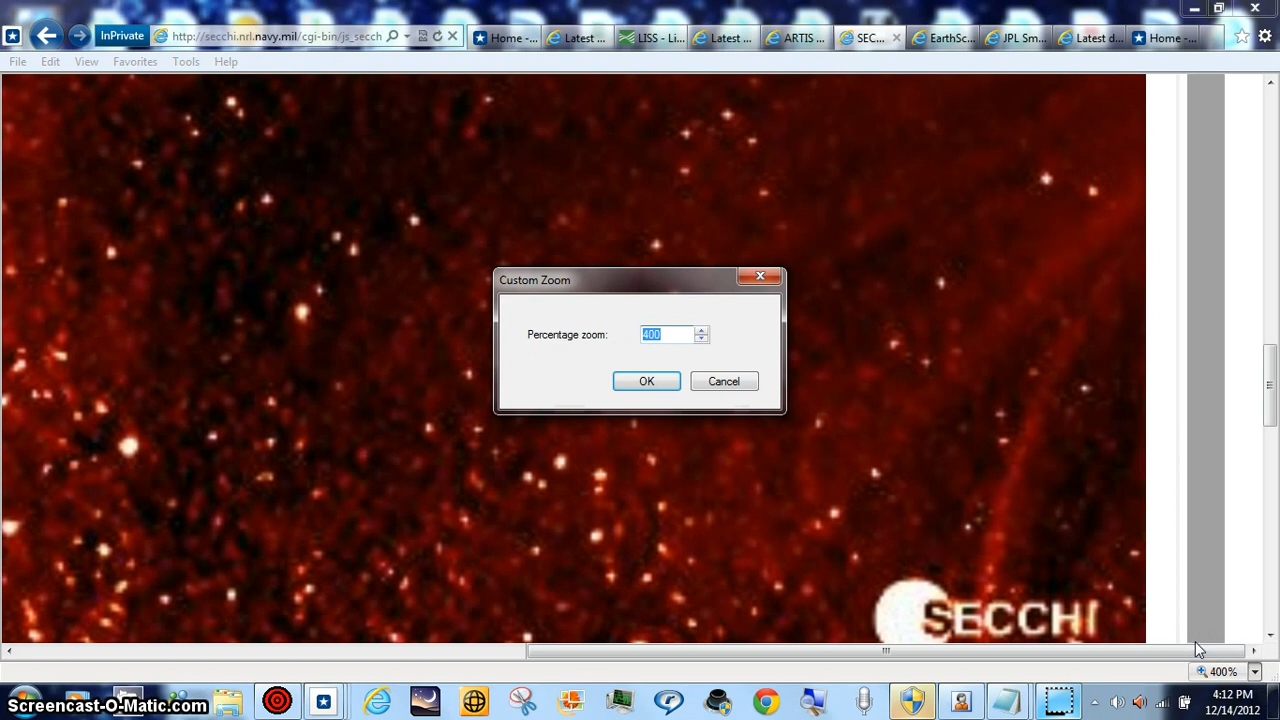 InPrivate
http://secchi.nrl.navy.mil/cgi-bin/js_secch
Home -...
Latest ...
LISS - Li...
Latest ...
ARTIS ...
SEC...
EarthSc...
JPL Sm...
Latest d...
Home -...
File Edit View Favorites Tools Help
Custom Zoom
Percentage zoom: 400
OK Cancel
SECCHI
400%
Screencast-O-Matic.com
4:12 PM
12/14/2012